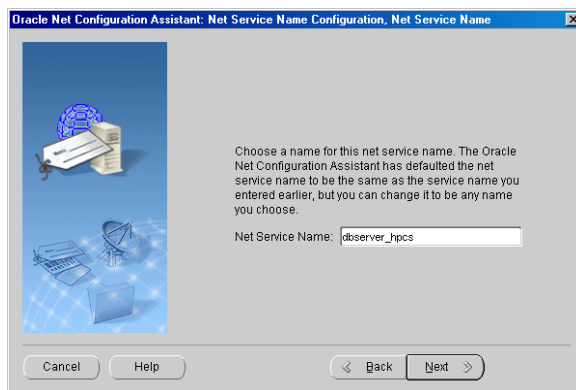 Oracle Net Configuration Assistant: Net Service Name Configuration, Net Service Name
Choose a name for this net service name. The Oracle
Net Configuration Assistant has defaulted the net
service name to be the same as the service name you
entered earlier, but you can change it to be any name
you choose.
Net Service Name: dbserver_hpcs
Cancel Help Back Next